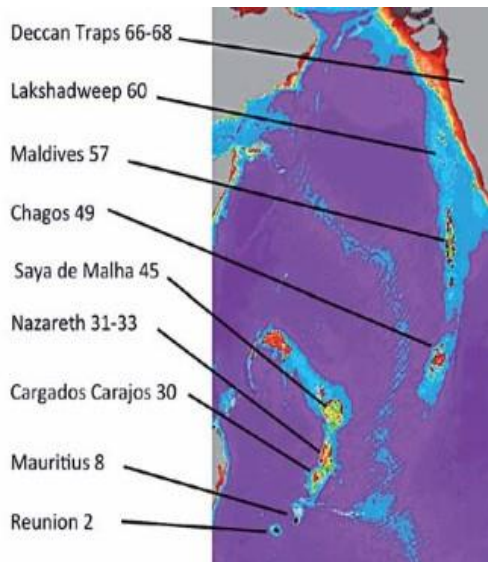 Deccan Traps 66-68
Lakshadweep 60
Maldives 57
Chagos 49
Saya de Malha 45
Nazareth 31-33
Cargados Carajos 30
Mauritius 8
Reunion 2